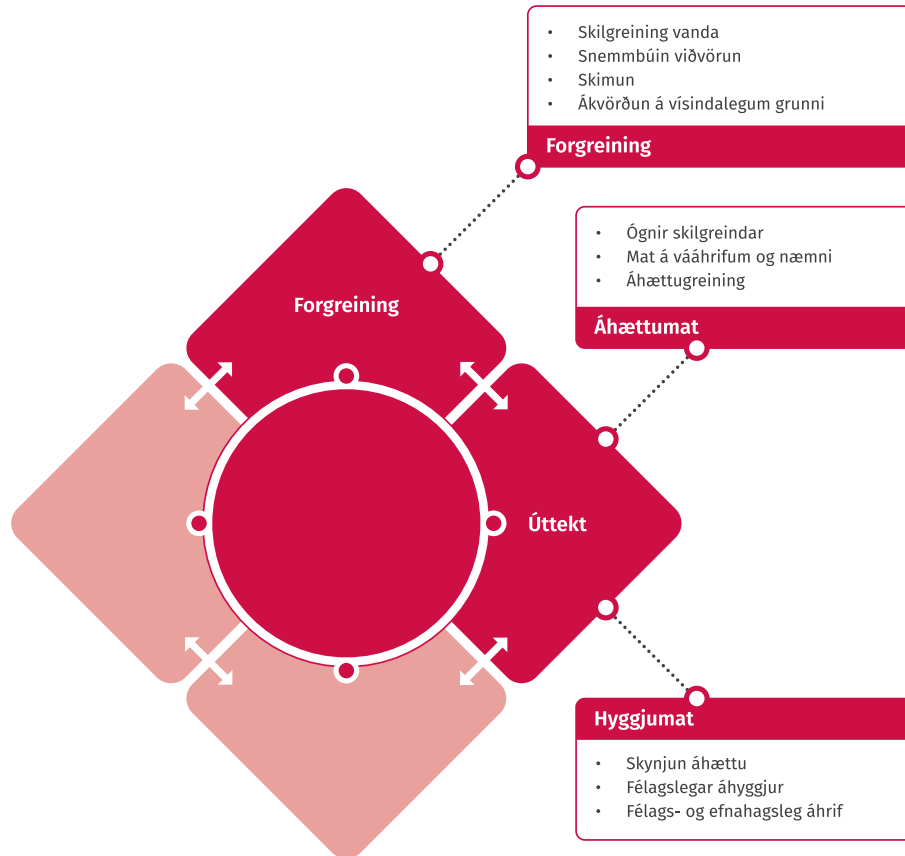 • Skilgreining vanda
• Snemmbúin viðvörun
• Skimun
• Ákvörðun á vísindalegum grunni
Forgreining
• Ógnir skilgreindar
• Mat á vááhrifum og næmni
• Áhættugreining
Áhættumat
Forgreining
Úttekt
Hyggjumat
• Skynjun áhættu
• Félagslegar áhyggjur
• Félags- og efnahagsleg áhrif